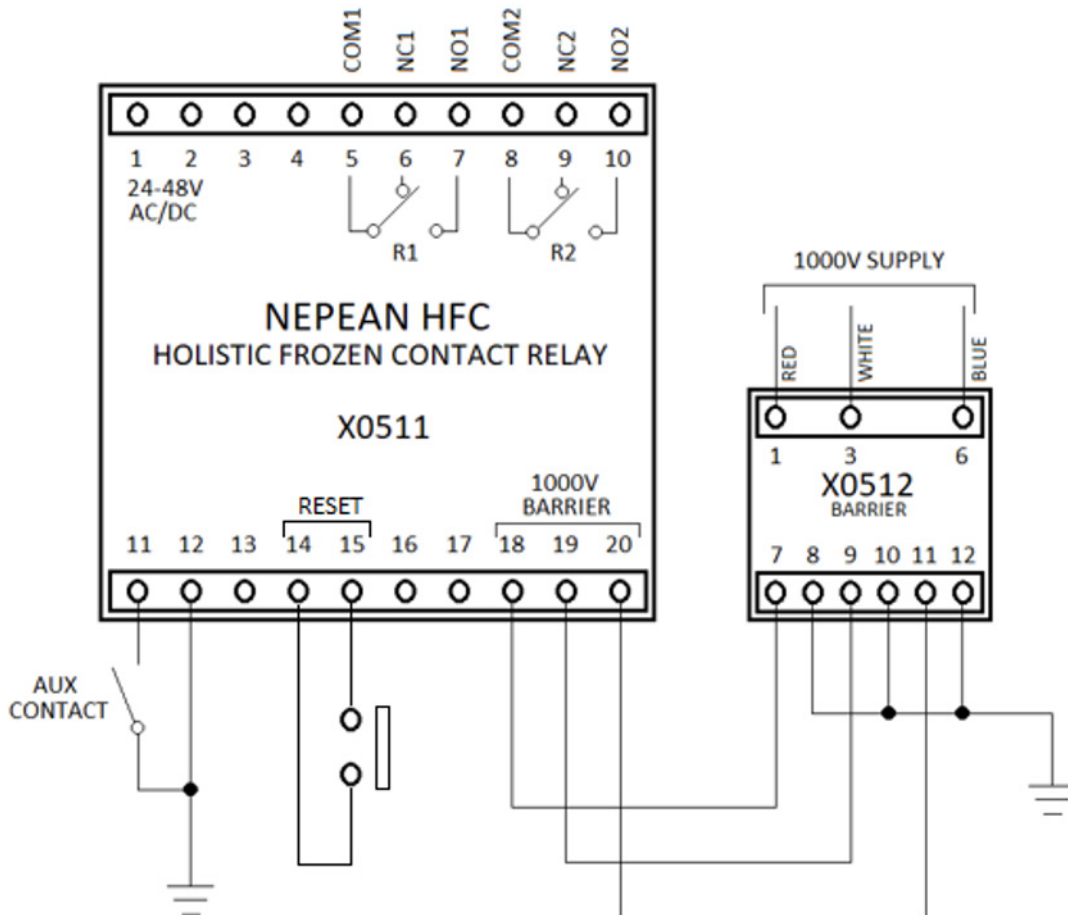 COM1 NC1 NO1 COM2 NC2 NO2
1 2 3 4 5 6 7 8 9 10
24-48V
AC/DC
R1 R2
NEPEAN HFC
HOLISTIC FROZEN CONTACT RELAY
X0511
RESET
1000V
BARRIER
11 12 13 14 15 16 17 18 19 20
AUX
CONTACT
1000V SUPPLY
RED WHITE BLUE
1 3 6
X0512
BARRIER
7 8 9 10 11 12